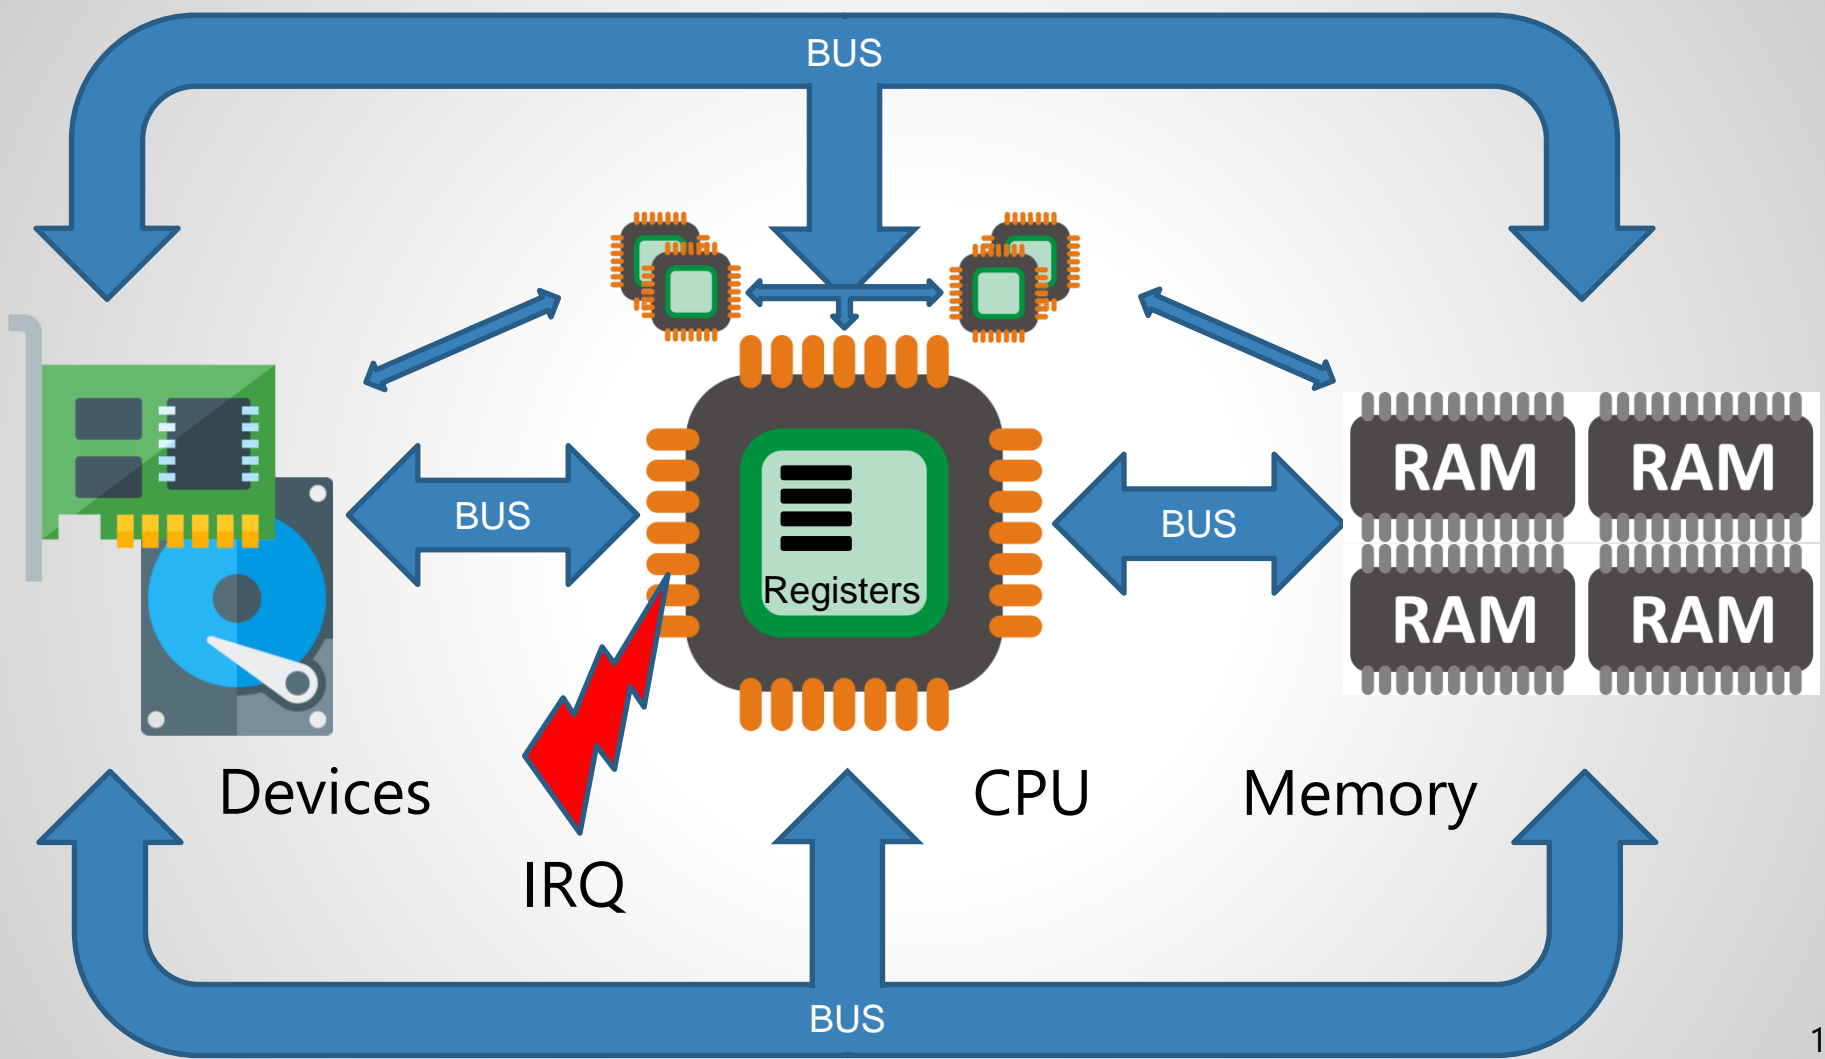 BUS
BUS
BUS
Registers
RAM RAM
RAM RAM
Devices
CPU
Memory
IRQ
BUS
1